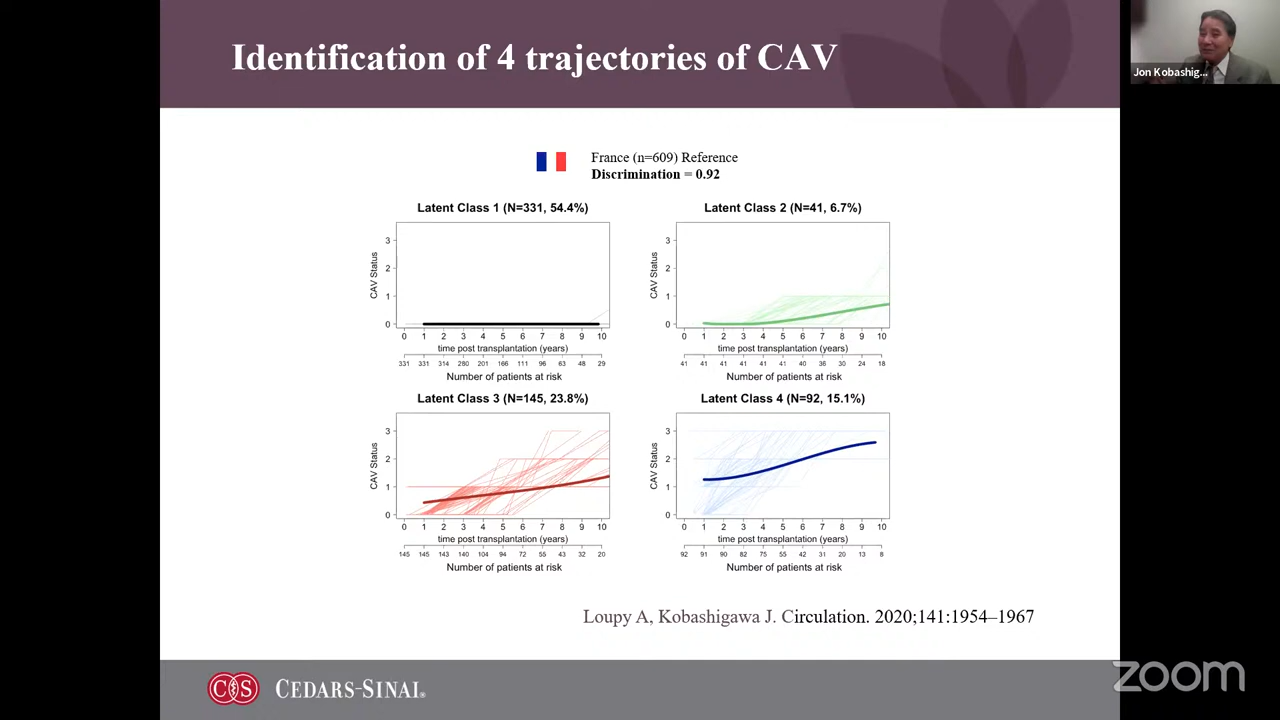 Identification of 4 trajectories of CAV
Jon Kobashig...
France (n=609) Reference
Discrimination = 0.92
Latent Class 1 (N=331, 54.4%)
CAV Status
3
2
1
0
0 1 2 3 4 5 6 7 8 9 10
time post transplantation (years)
331 331 314 280 201 166 111 96 63 48 29
Number of patients at risk
Latent Class 2 (N=41, 6.7%)
CAV Status
3
2
1
0
0 1 2 3 4 5 6 7 8 9 10
time post transplantation (years)
41 41 41 41 41 41 40 36 30 24 18
Number of patients at risk
Latent Class 3 (N=145, 23.8%)
CAV Status
3
2
1
0
0 1 2 3 4 5 6 7 8 9 10
time post transplantation (years)
145 145 143 140 104 94 72 55 43 32 20
Number of patients at risk
Latent Class 4 (N=92, 15.1%)
CAV Status
3
2
1
0
0 1 2 3 4 5 6 7 8 9 10
time post transplantation (years)
92 91 90 82 75 55 42 31 20 13 8
Number of patients at risk
Loupy A, Kobashigawa J. Circulation. 2020;141:1954–1967
CS
CEDARS-SINAI®
zoom